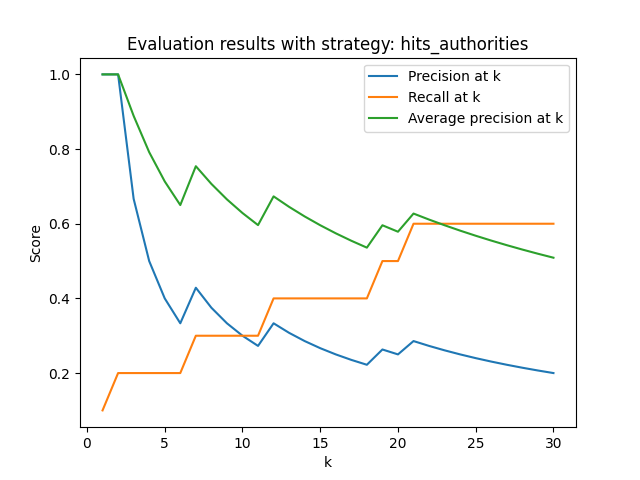 Evaluation results with strategy: hits_authorities
Precision at k
Recall at k
Average precision at k
Score
1.0
0.8
0.6
0.4
0.2
0 5 10 15 20 25 30
k